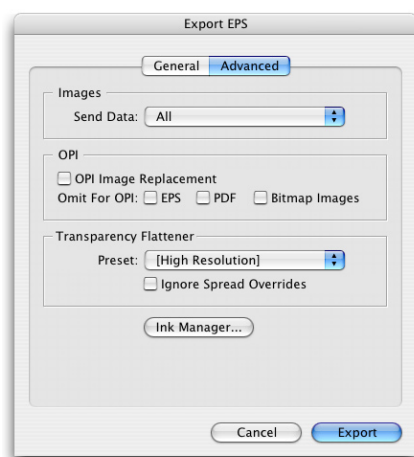 Export EPS
General Advanced
Images
Send Data: All
OPI
OPI Image Replacement
Omit For OPI: EPS PDF Bitmap Images
Transparency Flattener
Preset: [High Resolution]
Ignore Spread Overrides
Ink Manager...
Cancel Export